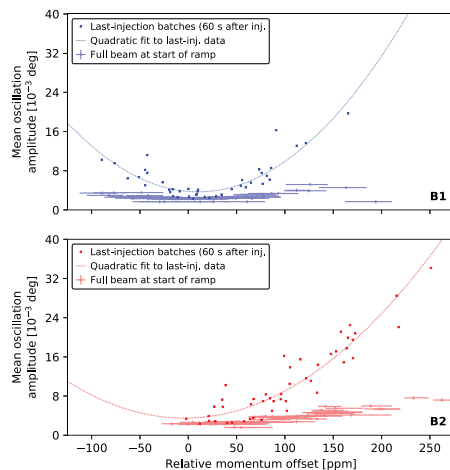 40
32
24
16
8
0
Mean oscillation
amplitude [10⁻³ deg]
Last-injection batches (60 s after inj.)
Quadratic fit to last-inj. data
Full beam at start of ramp
B1
40
32
24
16
8
0
Mean oscillation
amplitude [10⁻³ deg]
Last-injection batches (60 s after inj.)
Quadratic fit to last-inj. data
Full beam at start of ramp
B2
−100 −50 0 50 100 150 200 250
Relative momentum offset [ppm]